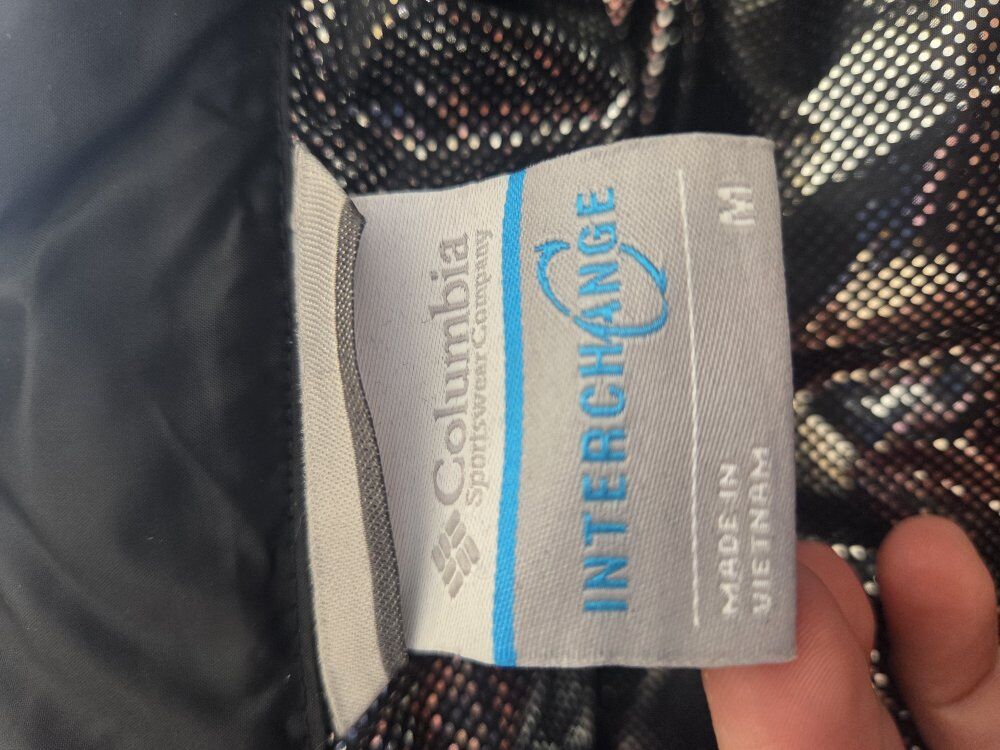 Columbia
Sportswear Company
INTERCHANGE
M
MADE IN
VIETNAM